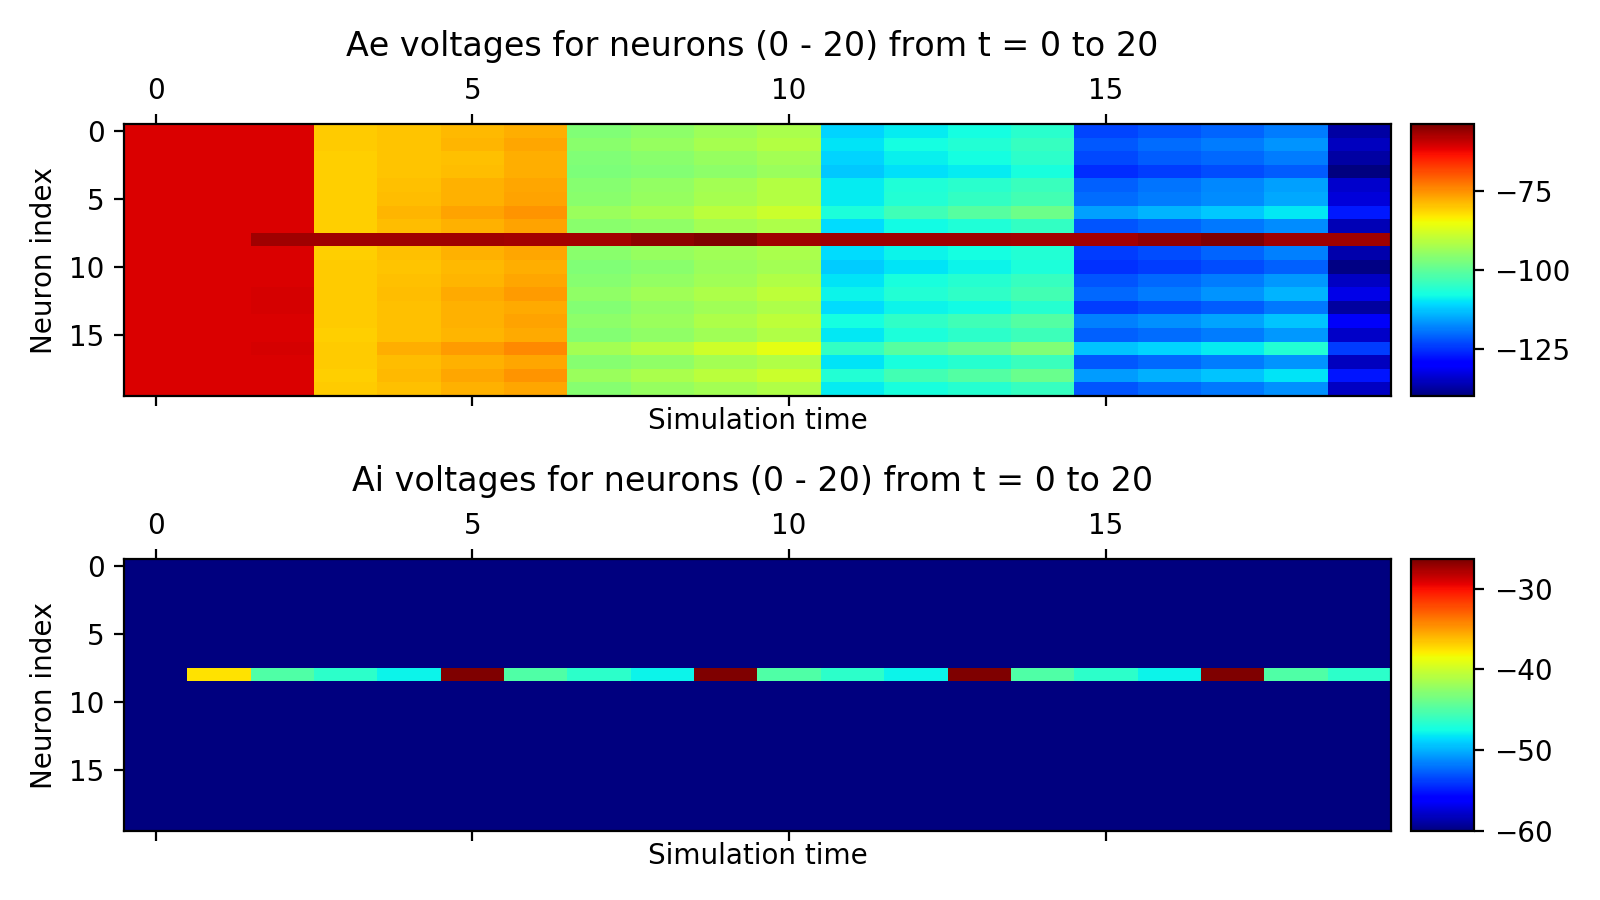 Ae voltages for neurons (0 - 20) from t = 0 to 20
0 5 10 15
Neuron index
0
5
10
15
Simulation time
−75
−100
−125
Ai voltages for neurons (0 - 20) from t = 0 to 20
0 5 10 15
Neuron index
0
5
10
15
Simulation time
−30
−40
−50
−60